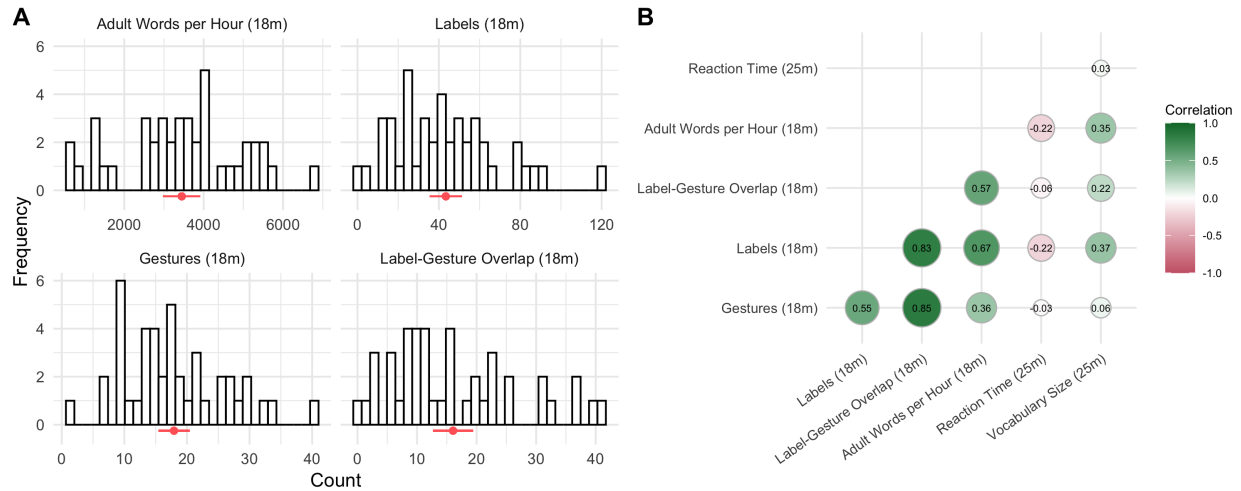 A
Adult Words per Hour (18m)
Labels (18m)
6
4
2
0
2000
4000
6000
0
40
80
120
Gestures (18m)
Label-Gesture Overlap (18m)
6
4
2
0
0
10
20
30
40
0
10
20
30
40
Frequency
Count
B
Reaction Time (25m)
0.03
Adult Words per Hour (18m)
-0.22
0.35
Label-Gesture Overlap (18m)
0.57
-0.06
0.22
Labels (18m)
0.83
0.67
-0.22
0.37
Gestures (18m)
0.55
0.85
0.36
-0.03
0.06
Labels (18m)
Label-Gesture Overlap (18m)
Adult Words per Hour (18m)
Reaction Time (25m)
Vocabulary Size (25m)
Correlation
1.0
0.5
0.0
-0.5
-1.0